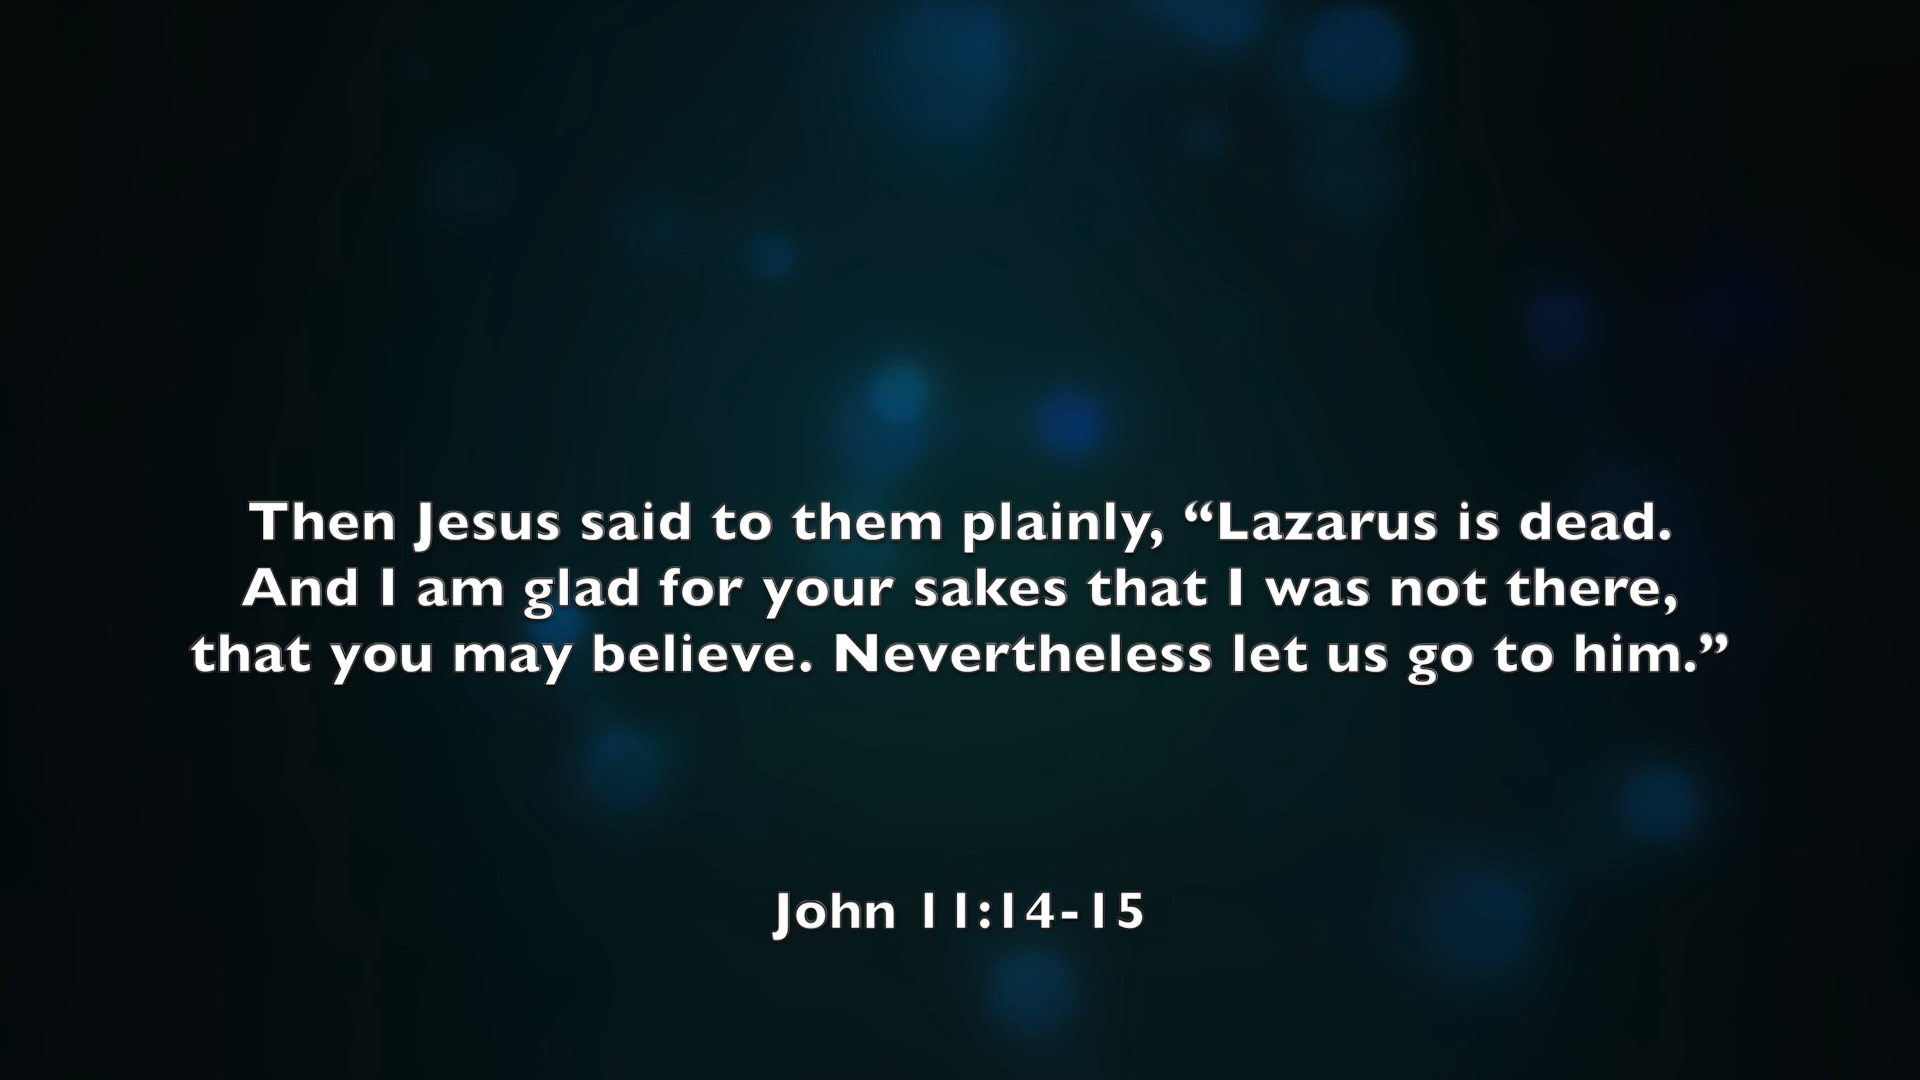 Then Jesus said to them plainly, “Lazarus is dead.
And I am glad for your sakes that I was not there,
that you may believe. Nevertheless let us go to him.”
John 11:14-15